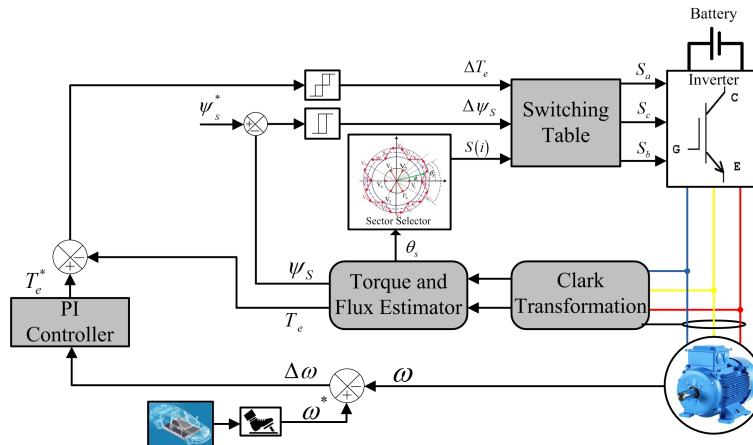 Battery
ΔT_e
S_a
Inverter
C
ψ_s^*
Δψ_S
Switching
Table
S_c
S(i)
S_b
G
E
Sector Selector
θ_s
T_e^*
ψ_S
Torque and
Flux Estimator
Clark
Transformation
PI
Controller
T_e
Δω
ω
ω^*